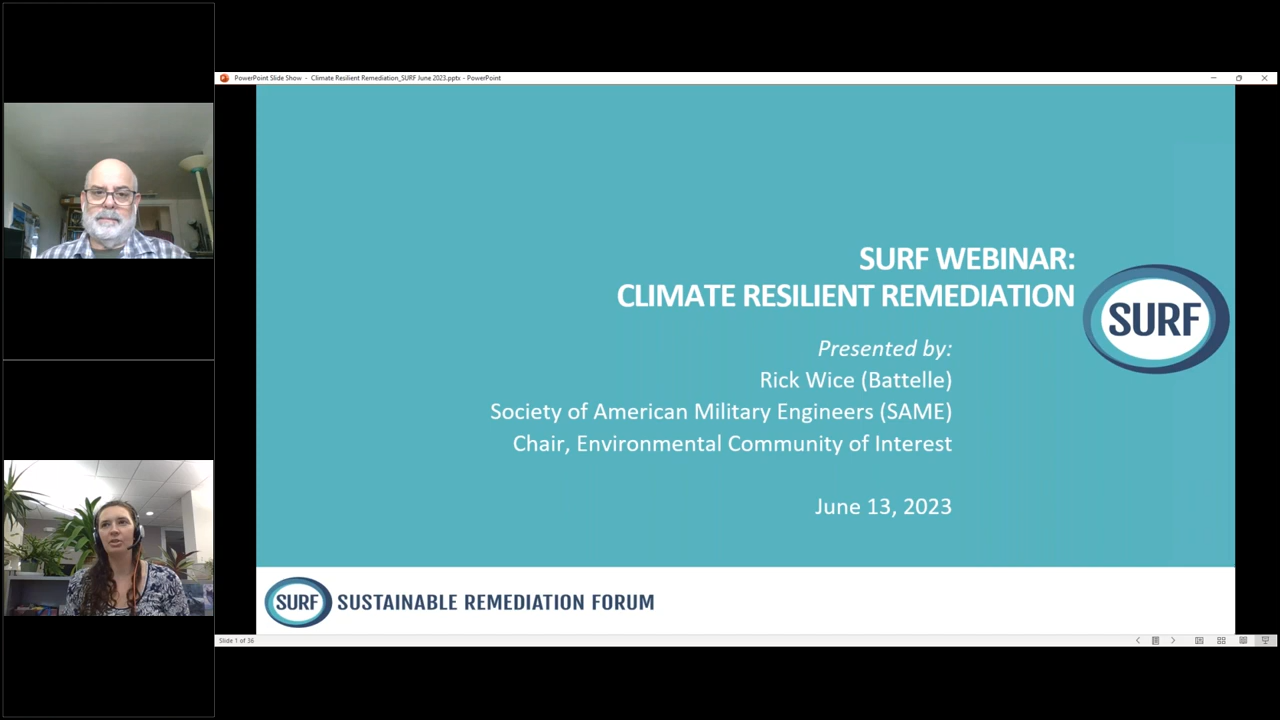 PowerPoint Slide Show - Climate Resilient Remediation_SURF June 2023.pptx - PowerPoint
SURF WEBINAR:
CLIMATE RESILIENT REMEDIATION
SURF
Presented by:
Rick Wice (Battelle)
Society of American Military Engineers (SAME)
Chair, Environmental Community of Interest
June 13, 2023
SURF SUSTAINABLE REMEDIATION FORUM
Slide 1 of 36